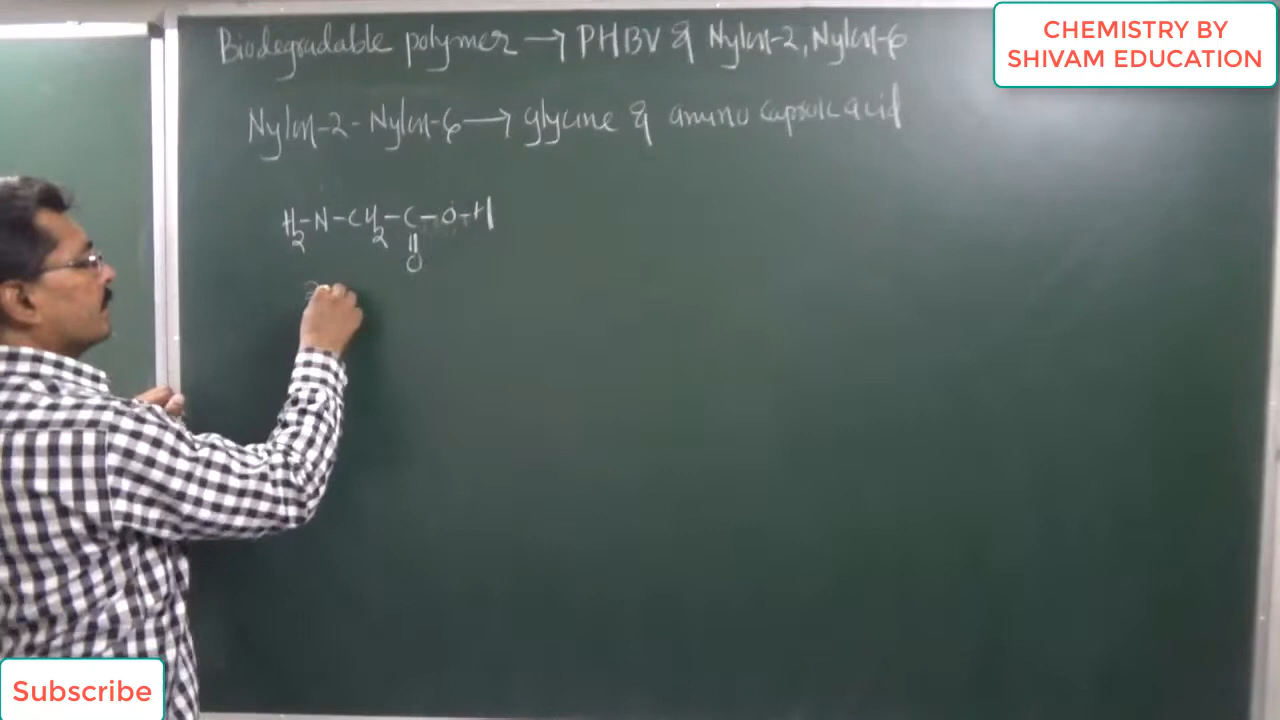 CHEMISTRY BY
SHIVAM EDUCATION
Biodegradable polymer → PHBV & Nylon-2, Nylon-6
Nylon-2 - Nylon-6 → glycine & amino caproic acid
H2-N-CH2-C-O-H
||
O
Subscribe